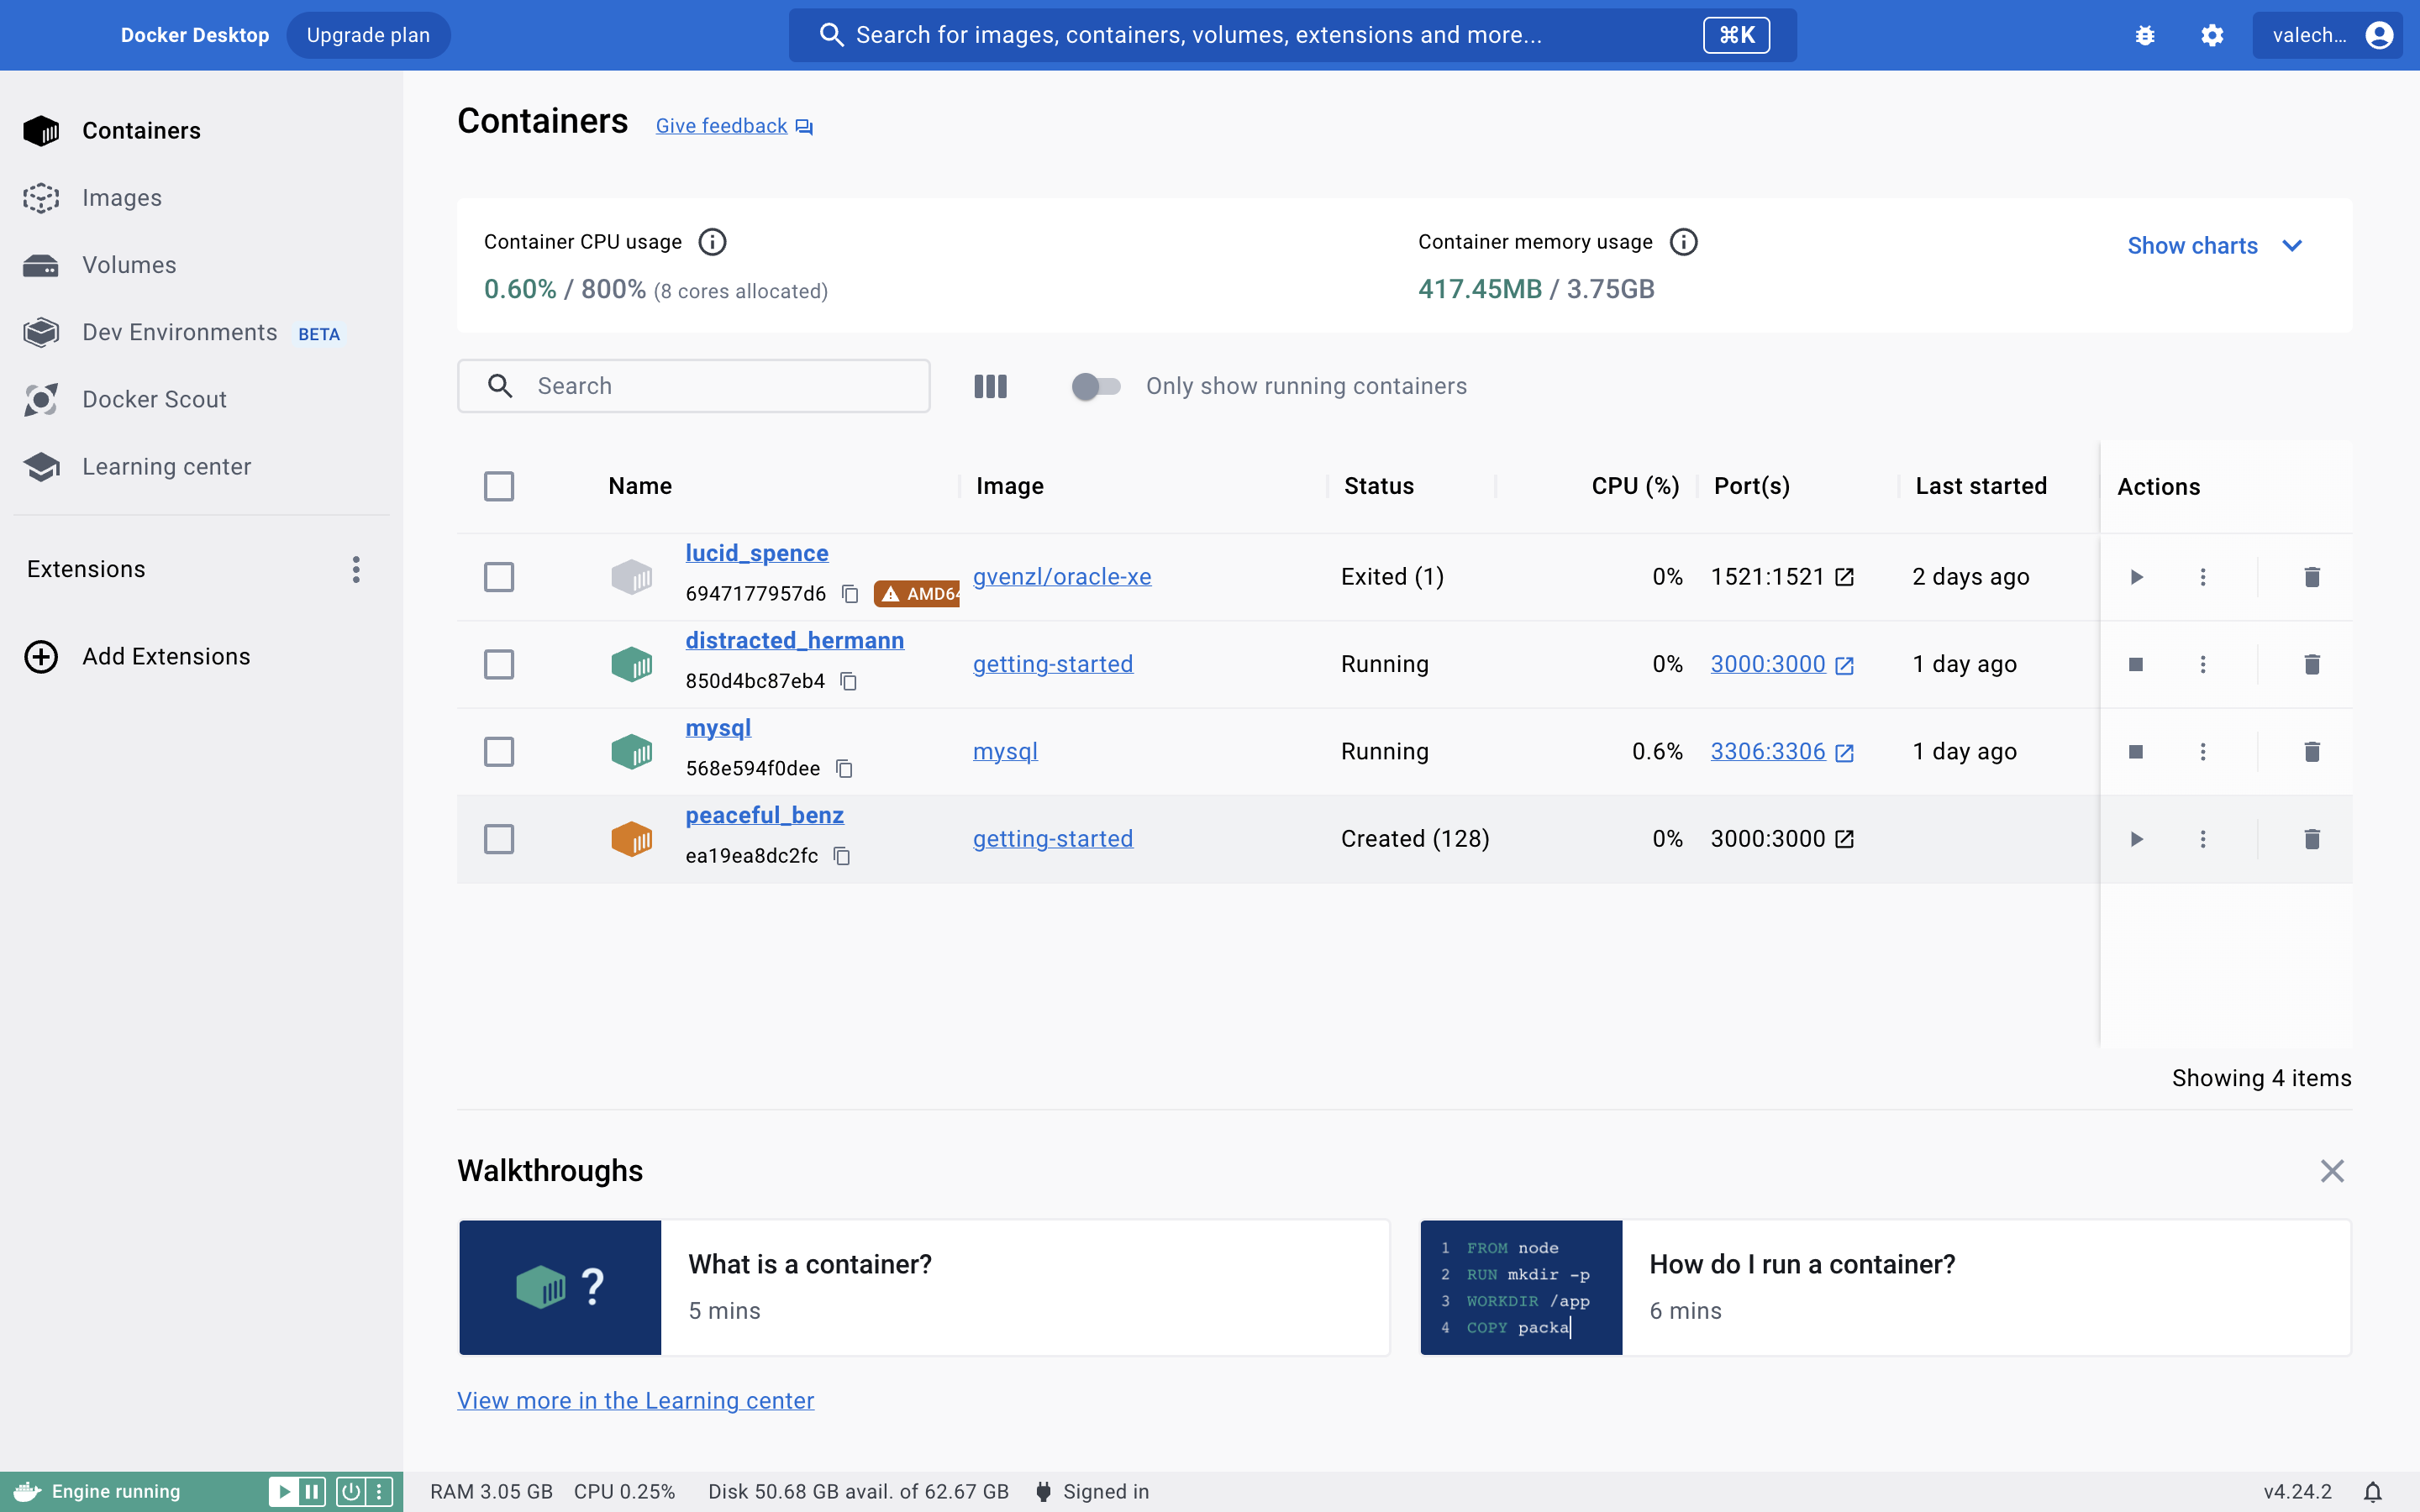 Docker Desktop
Upgrade plan
Search for images, containers, volumes, extensions and more...
⌘K
valech...
Containers
Images
Volumes
Dev Environments BETA
Docker Scout
Learning center
Extensions
Add Extensions
Containers
Give feedback
Container CPU usage
0.60% / 800% (8 cores allocated)
Container memory usage
417.45MB / 3.75GB
Show charts
Search
Only show running containers
Name Image Status CPU (%) Port(s) Last started Actions
lucid_spence
6947177957d6 AMD64 gvenzl/oracle-xe Exited (1) 0% 1521:1521 2 days ago
distracted_hermann
850d4bc87eb4 getting-started Running 0% 3000:3000 1 day ago
mysql
568e594f0dee mysql Running 0.6% 3306:3306 1 day ago
peaceful_benz
ea19ea8dc2fc getting-started Created (128) 0% 3000:3000
Showing 4 items
Walkthroughs
?
What is a container?
5 mins
1 FROM node
2 RUN mkdir -p
3 WORKDIR /app
4 COPY packa
How do I run a container?
6 mins
View more in the Learning center
Engine running
RAM 3.05 GB CPU 0.25% Disk 50.68 GB avail. of 62.67 GB Signed in
v4.24.2